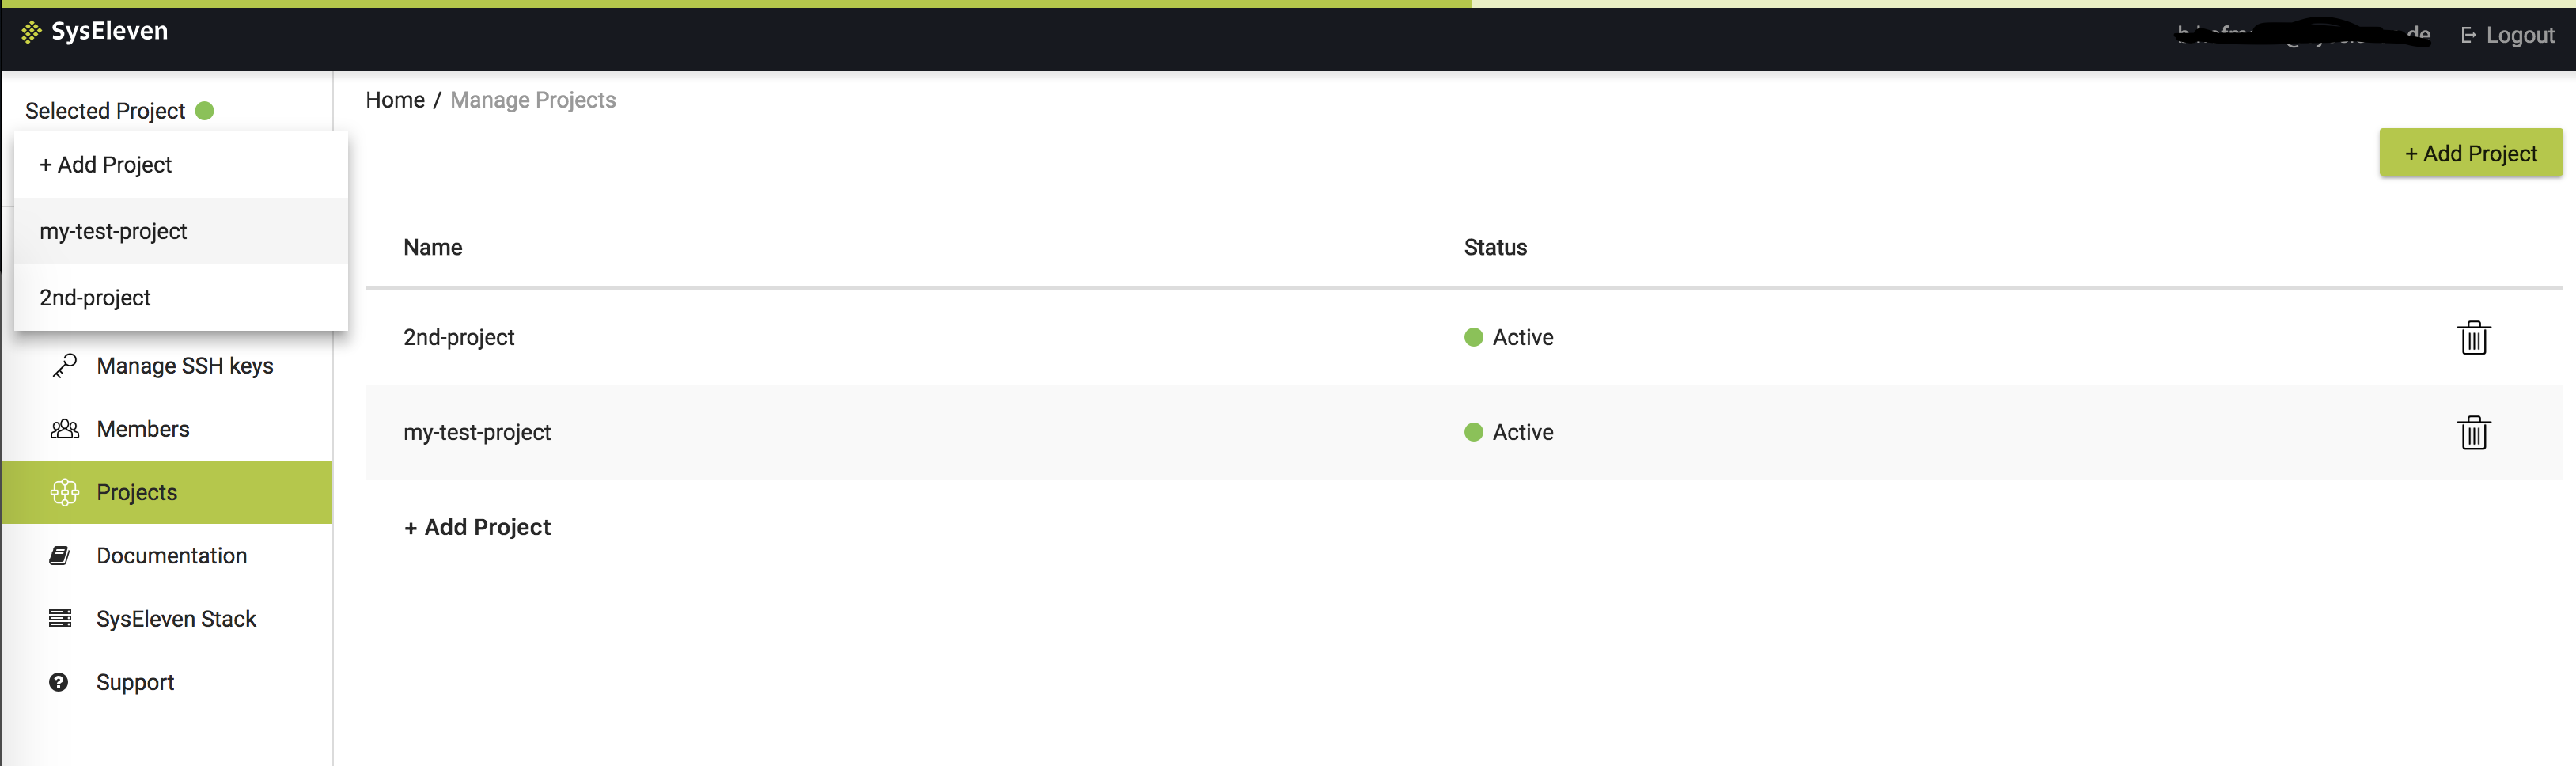 SysEleven
Logout
Selected Project
+ Add Project
my-test-project
2nd-project
Manage SSH keys
Members
Projects
Documentation
SysEleven Stack
Support
Home / Manage Projects
+ Add Project
Name Status
2nd-project Active
my-test-project Active
+ Add Project